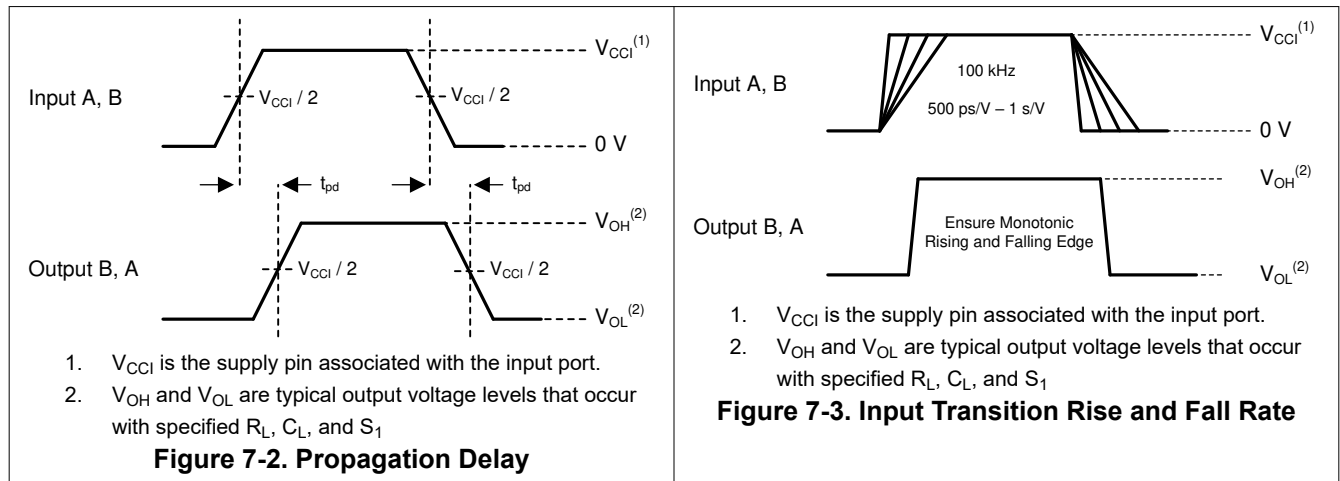 V_CCI(1)
Input A, B
V_CCI / 2
V_CCI / 2
0 V
t_pd
t_pd
V_OH(2)
Output B, A
V_CCI / 2
V_CCI / 2
V_OL(2)
1. V_CCI is the supply pin associated with the input port.
2. V_OH and V_OL are typical output voltage levels that occur
with specified R_L, C_L, and S_1
Figure 7-2. Propagation Delay
V_CCI(1)
100 kHz
Input A, B
500 ps/V – 1 s/V
0 V
V_OH(2)
Output B, A
Ensure Monotonic
Rising and Falling Edge
V_OL(2)
1. V_CCI is the supply pin associated with the input port.
2. V_OH and V_OL are typical output voltage levels that occur
with specified R_L, C_L, and S_1
Figure 7-3. Input Transition Rise and Fall Rate